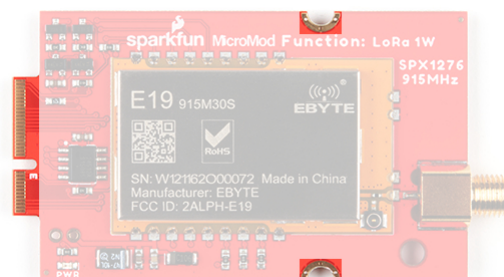 sparkfun MicroMod Function: LoRa 1W
SPX1276
915MHz
E19 915M30S
EBYTE
RoHS
SN: W121162O00072 Made in China
Manufacturer: EBYTE
FCC ID: 2ALPH-E19
E
PWR